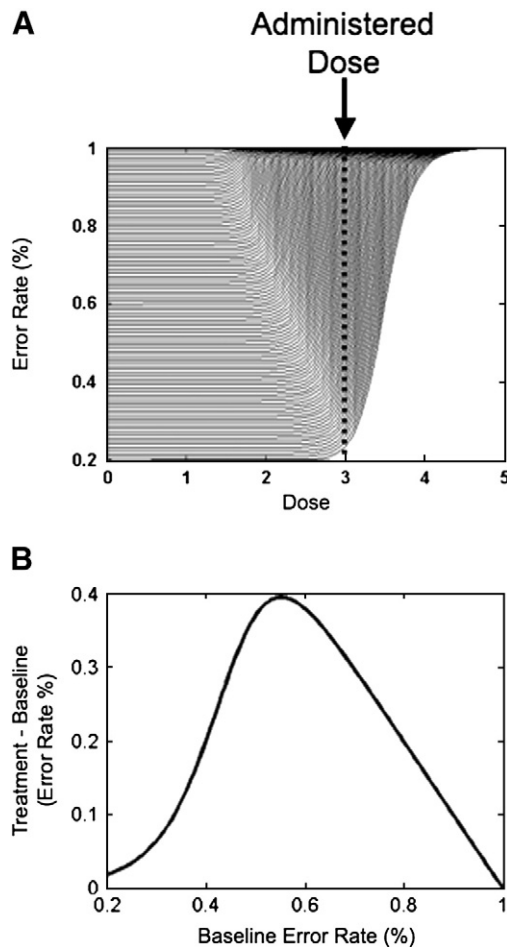 A
Administered
Dose
1
0.8
0.6
0.4
0.2
Error Rate (%)
0 1 2 3 4 5
Dose
B
0.4
0.3
0.2
0.1
0
Treatment - Baseline
(Error Rate %)
0.2 0.4 0.6 0.8 1
Baseline Error Rate (%)